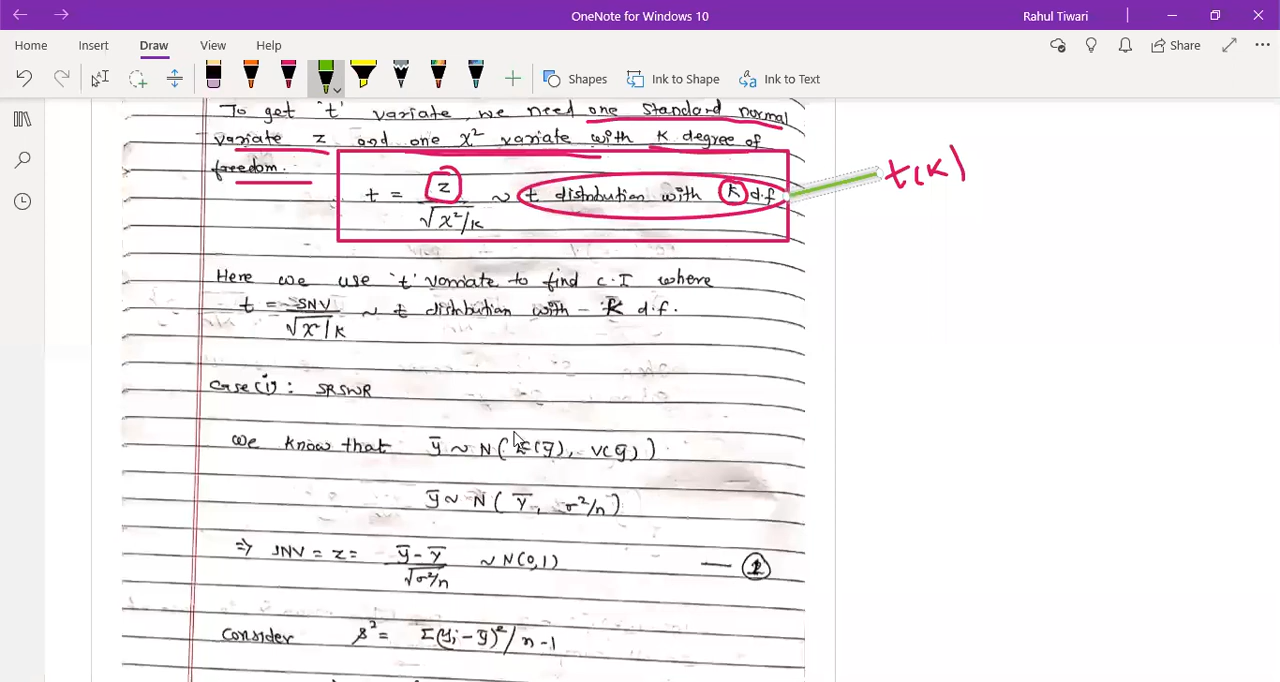 OneNote for Windows 10
Rahul Tiwari
Home Insert Draw View Help
Share
Shapes Ink to Shape Ink to Text
To get 't' variate, we need one standard normal
variate z and one χ² variate with k degree of
freedom.
t = z / √χ²/k ~ t distribution with k d.f.
t(k)
Here we use 't' variate to find C.I where
t = SNV / √χ²/k ~ t distribution with - k d.f.
Case(i): SRSWR
We know that ȳ ~ N(E(ȳ), V(ȳ))
ȳ ~ N(Ȳ, σ²/n)
⇒ SNV = z = ȳ - Ȳ / √σ²/n ~ N(0,1) — 1
Consider s² = Σ(yi - ȳ)²/n-1